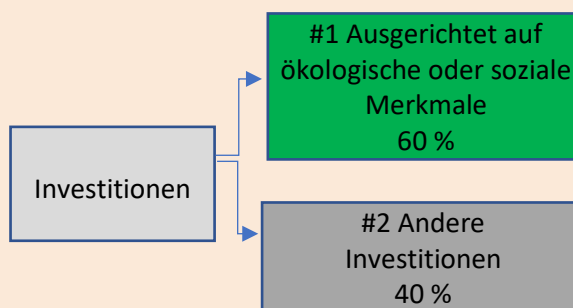 Investitionen
#1 Ausgerichtet auf
ökologische oder soziale
Merkmale
60 %
#2 Andere
Investitionen
40 %